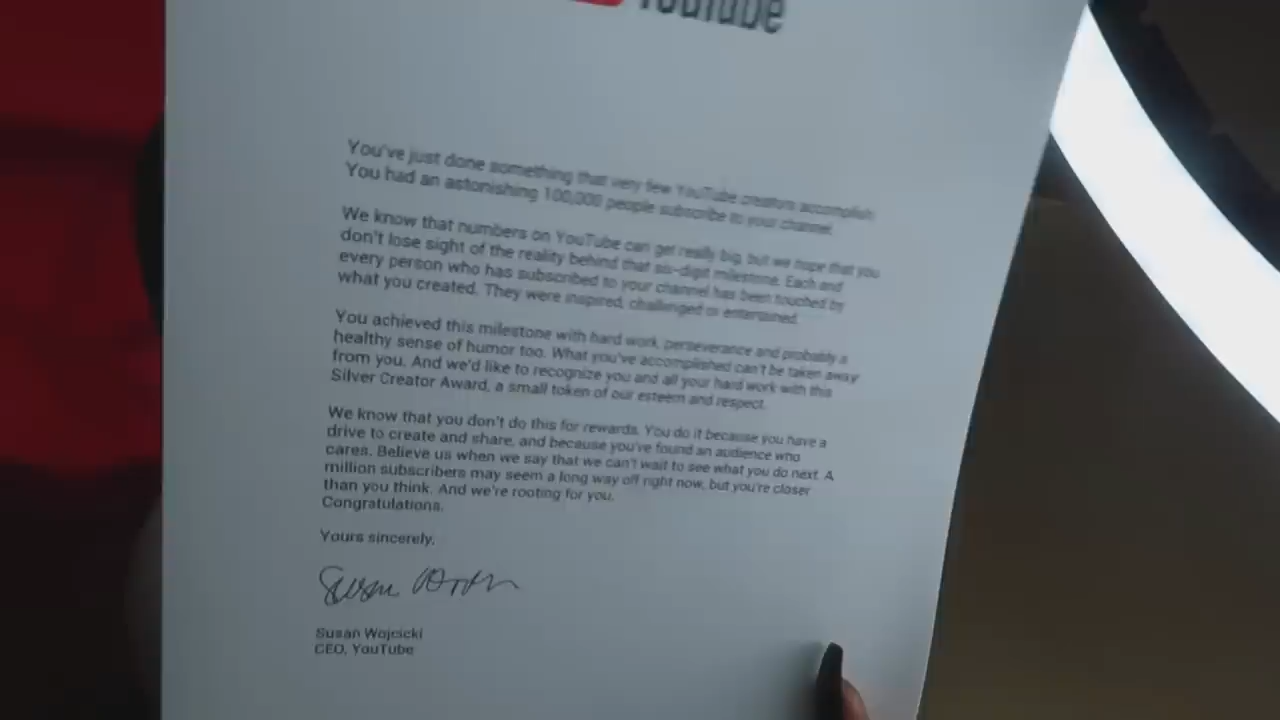 YouTube
You've just done something that very few YouTube creators accomplish:
You had an astonishing 100,000 people subscribe to your channel.
We know that numbers on YouTube can get really big, but we hope that you
don't lose sight of the reality behind that six-digit milestone. Each and
every person who has subscribed to your channel has been touched by
what you created. They were inspired, challenged or entertained.
You achieved this milestone with hard work, perseverance and probably a
healthy sense of humor too. What you've accomplished can't be taken away
from you. And we'd like to recognize you and all your hard work with this
Silver Creator Award, a small token of our esteem and respect.
We know that you don't do this for rewards. You do it because you have a
drive to create and share, and because you've found an audience who
cares. Believe us when we say that we can't wait to see what you do next. A
million subscribers may seem a long way off right now, but you're closer
than you think. And we're rooting for you.
Congratulations.
Yours sincerely,
Susan Wojcicki
CEO, YouTube